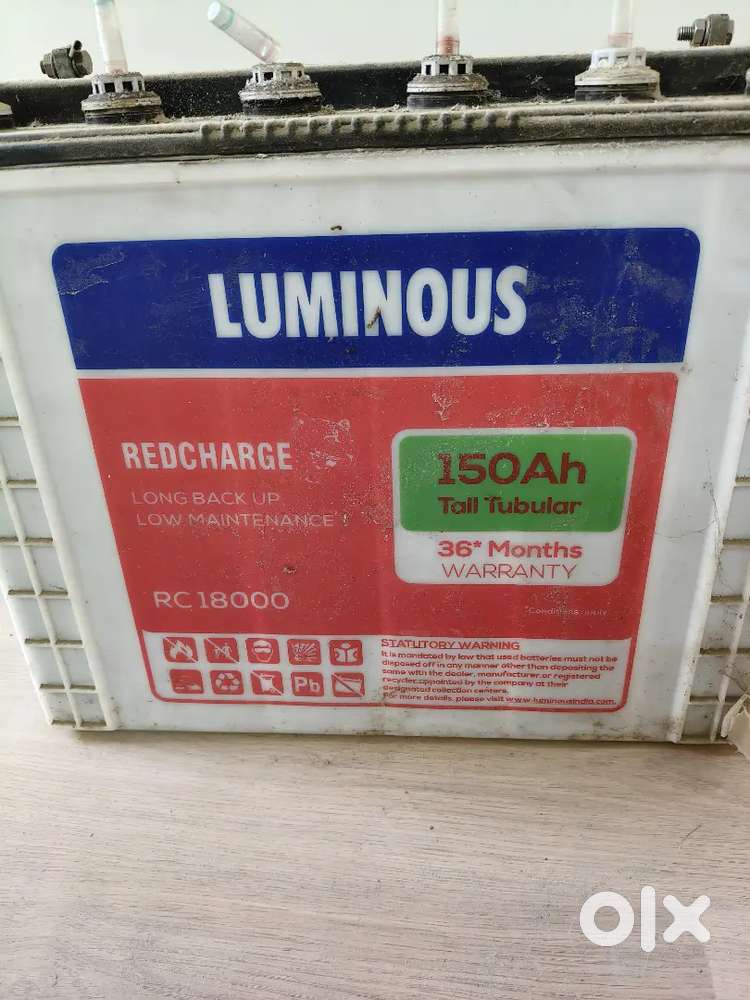 LUMINOUS
REDCHARGE
LONG BACK UP
LOW MAINTENANCE
RC 18000
150Ah
Tall Tubular
36* Months
WARRANTY
*Conditions apply
Pb
STATUTORY WARNING
It is mandated by law that used batteries must not be
disposed off in any manner other than depositing the
same with the dealer, manufacturer, or registered
recycler appointed by the company at their
designated collection centers.
For more details, please visit www.luminousindia.com
olx